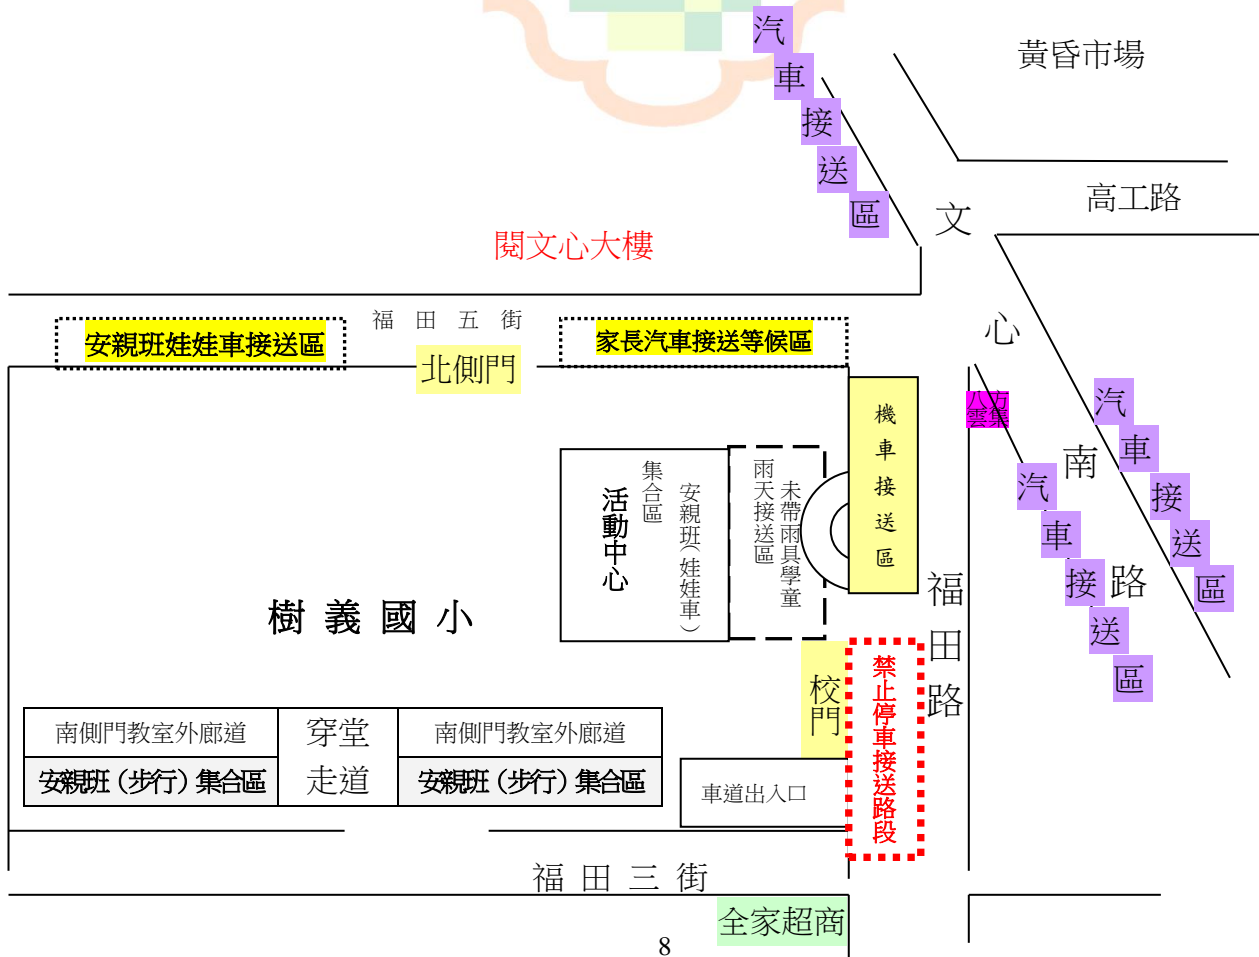 汽車接送區
黃昏市場
高工路
閱文心大樓
文心南路
福田五街
安親班娃娃車接送區
家長汽車接送等候區
北側門
機車接送區
八方
雲集
汽車接送區
汽車接送區
集合區
安親班(娃娃車)
活動中心
未帶雨具學童
雨天接送區
福田路
樹義國小
校門
禁止停車接送路段
南側門教室外廊道
穿堂
走道
南側門教室外廊道
安親班(步行)集合區
安親班(步行)集合區
車道出入口
福田三街
全家超商
8